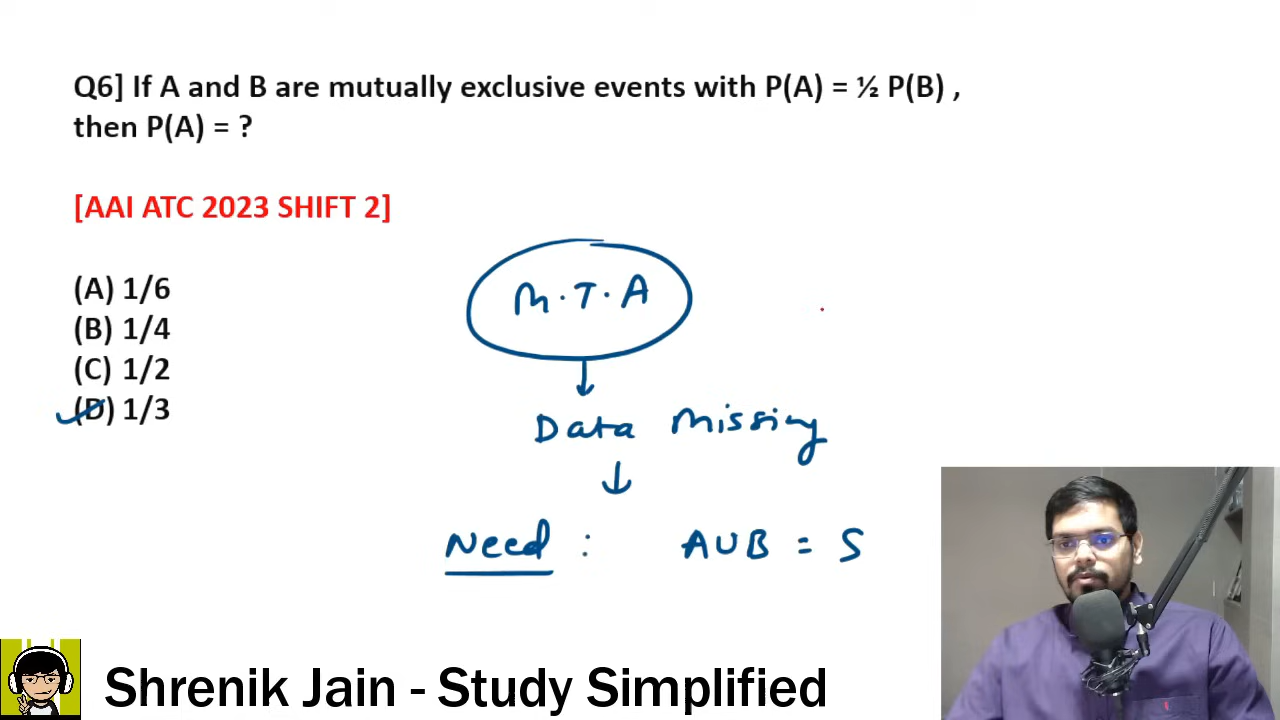 Q6] If A and B are mutually exclusive events with P(A) = ½ P(B) ,
then P(A) = ?
[AAI ATC 2023 SHIFT 2]
(A) 1/6
(B) 1/4
(C) 1/2
(D) 1/3
M.T.A
Data Missing
Need : AUB = S
Shrenik Jain - Study Simplified